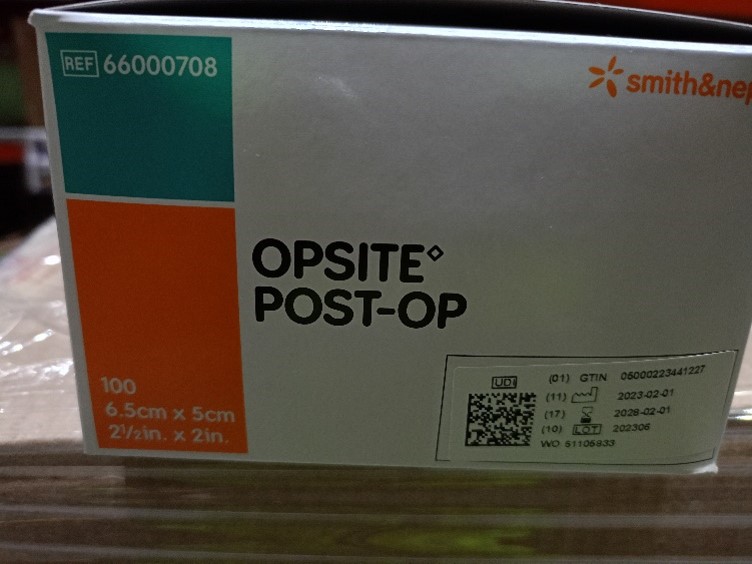 REF 66000708
smith&nep
OPSITE◇
POST-OP
100
6.5cm x 5cm
2½in. x 2in.
UDI
(01) GTIN 05000223441227
(11) 2023-02-01
(17) 2028-02-01
(10) LOT 202306
WO 51105833